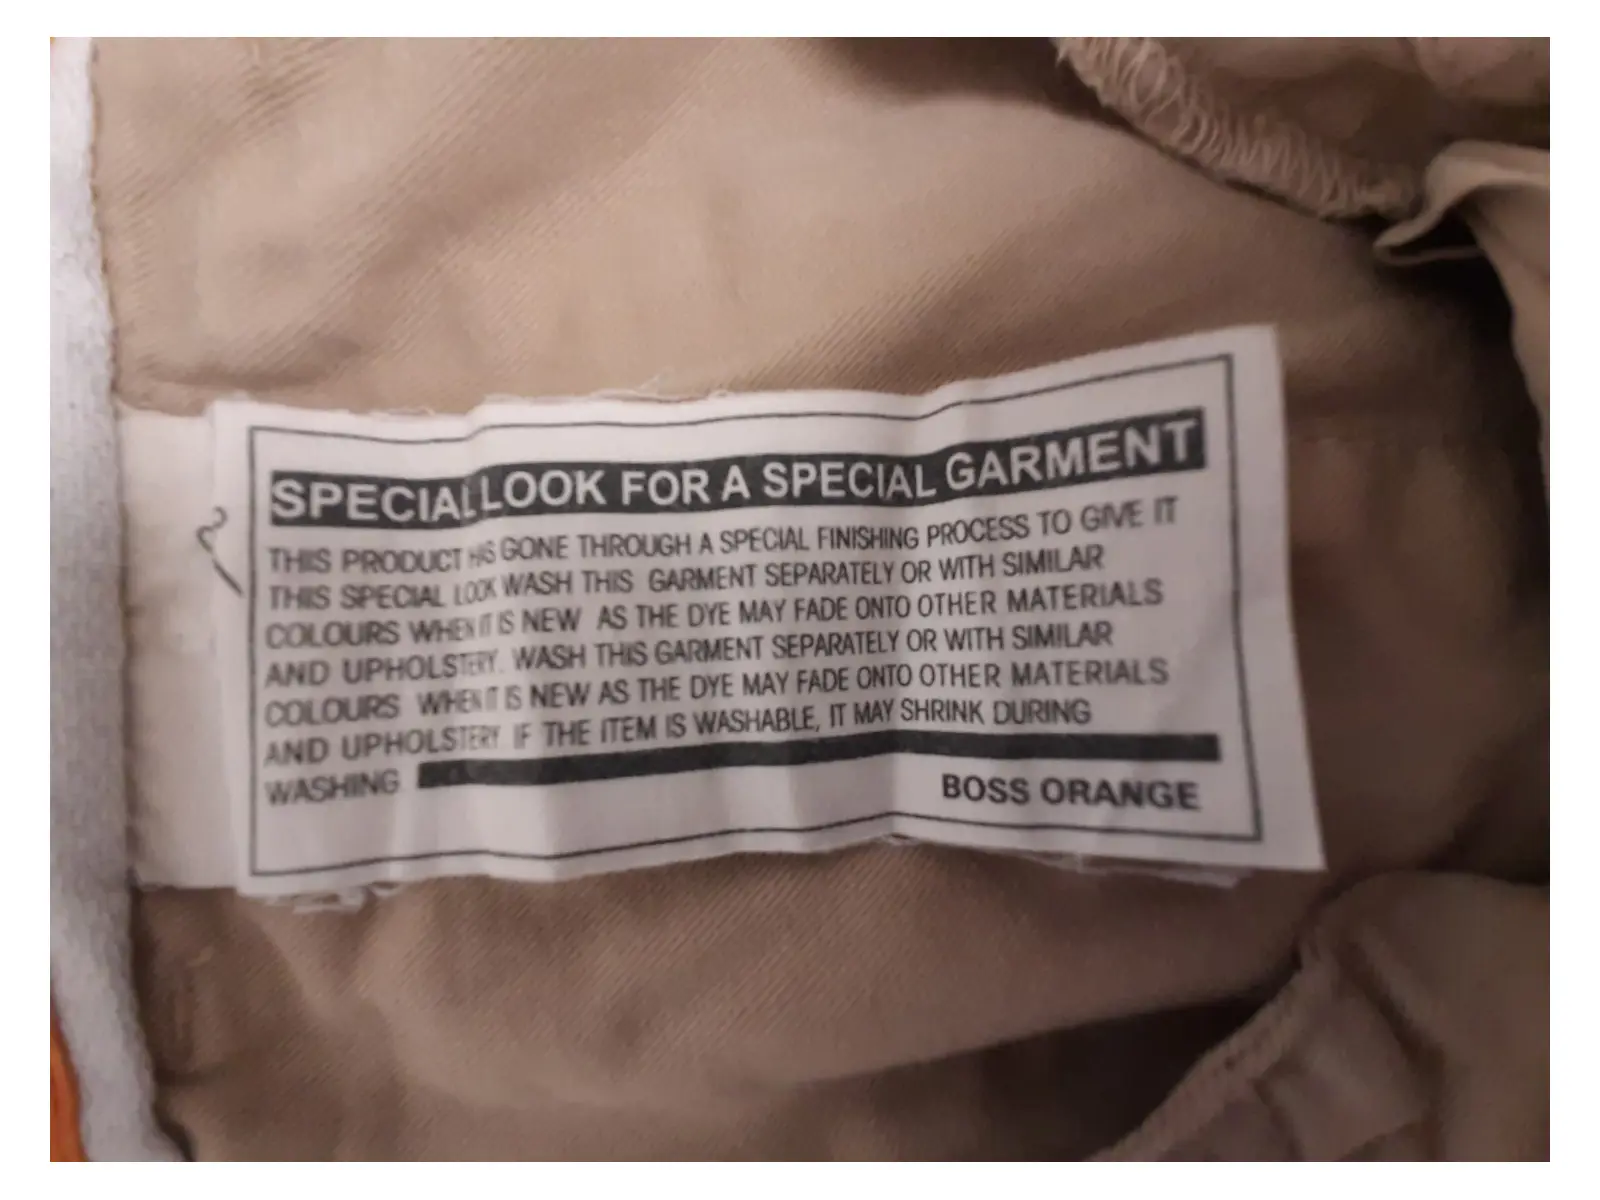 SPECIAL LOOK FOR A SPECIAL GARMENT
THIS PRODUCT HAS GONE THROUGH A SPECIAL FINISHING PROCESS TO GIVE IT
THIS SPECIAL LOOK WASH THIS GARMENT SEPARATELY OR WITH SIMILAR
COLOURS WHEN IT IS NEW AS THE DYE MAY FADE ONTO OTHER MATERIALS
AND UPHOLSTERY. WASH THIS GARMENT SEPARATELY OR WITH SIMILAR
COLOURS WHEN IT IS NEW AS THE DYE MAY FADE ONTO OTHER MATERIALS
AND UPHOLSTERY IF THE ITEM IS WASHABLE, IT MAY SHRINK DURING
WASHING
BOSS ORANGE